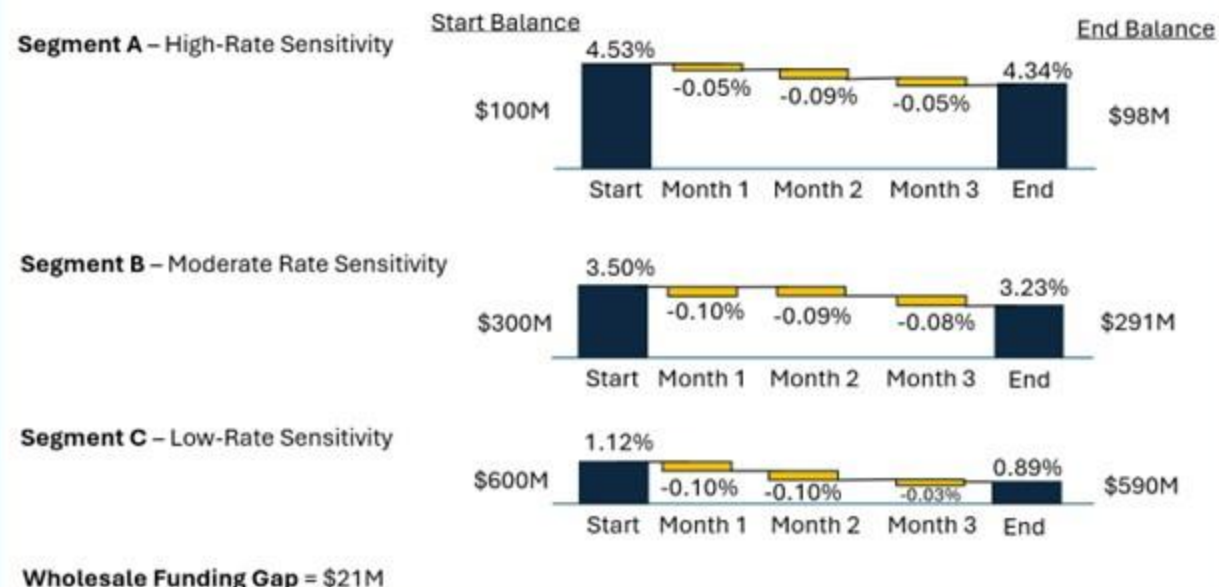 Start Balance
End Balance
Segment A – High-Rate Sensitivity
4.53%
4.34%
-0.05%
-0.09%
-0.05%
$100M
$98M
Start Month 1 Month 2 Month 3 End
Segment B – Moderate Rate Sensitivity
3.50%
3.23%
-0.10%
-0.09%
-0.08%
$300M
$291M
Start Month 1 Month 2 Month 3 End
Segment C – Low-Rate Sensitivity
1.12%
0.89%
$600M
$590M
-0.10%
-0.10%
-0.03%
Start Month 1 Month 2 Month 3 End
Wholesale Funding Gap = $21M